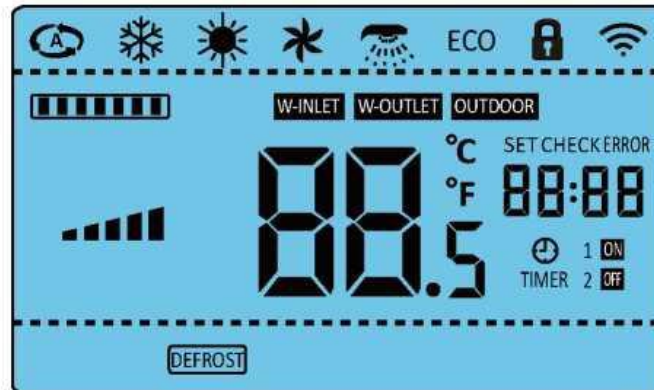 A
ECO
W-INLET W-OUTLET OUTDOOR
°C
SET CHECK ERROR
°F
88:88
88.5
1 ON
TIMER 2 OFF
DEFROST